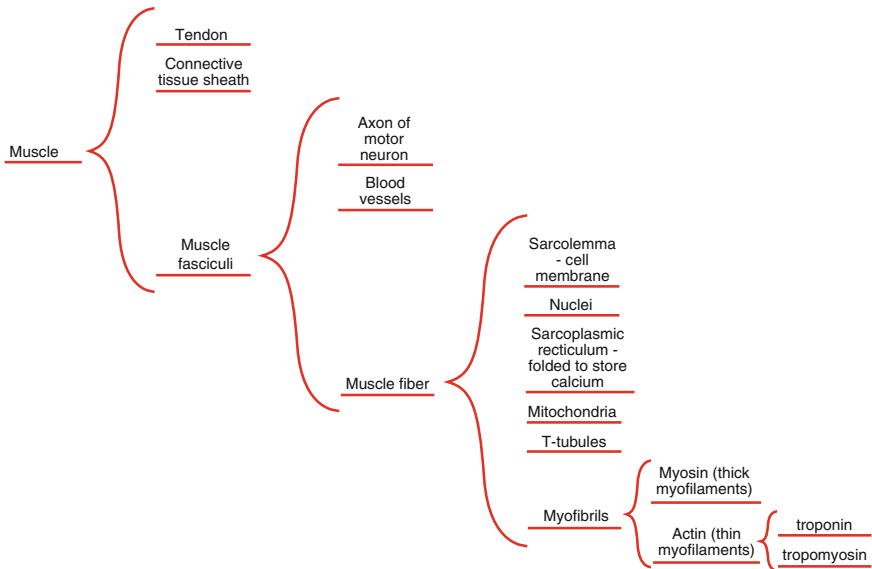 Muscle
Tendon
Connective
tissue sheath
Muscle
fasciculi
Axon of
motor
neuron
Blood
vessels
Muscle fiber
Sarcolemma
- cell
membrane
Nuclei
Sarcoplasmic
recticulum -
folded to store
calcium
Mitochondria
T-tubules
Myofibrils
Myosin (thick
myofilaments)
Actin (thin
myofilaments)
troponin
tropomyosin